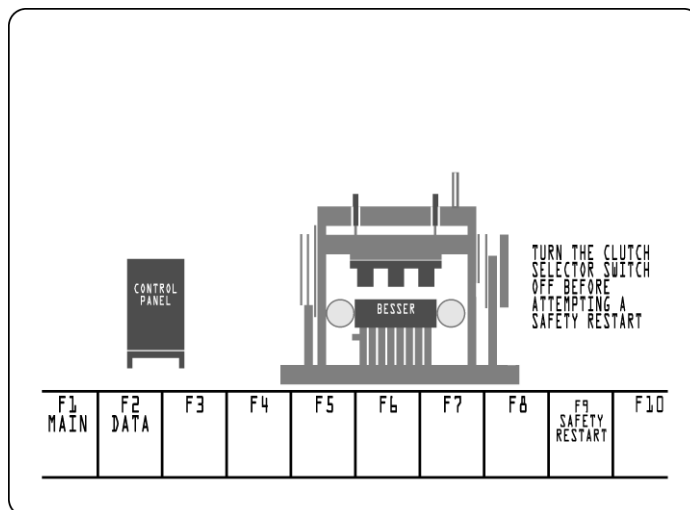 TURN THE CLUTCH
SELECTOR SWITCH
OFF BEFORE
ATTEMPTING A
SAFETY RESTART
CONTROL
PANEL
BESSER
F1
MAIN
F2
DATA
F3
F4
F5
F6
F7
F8
F9
SAFETY
RESTART
F10